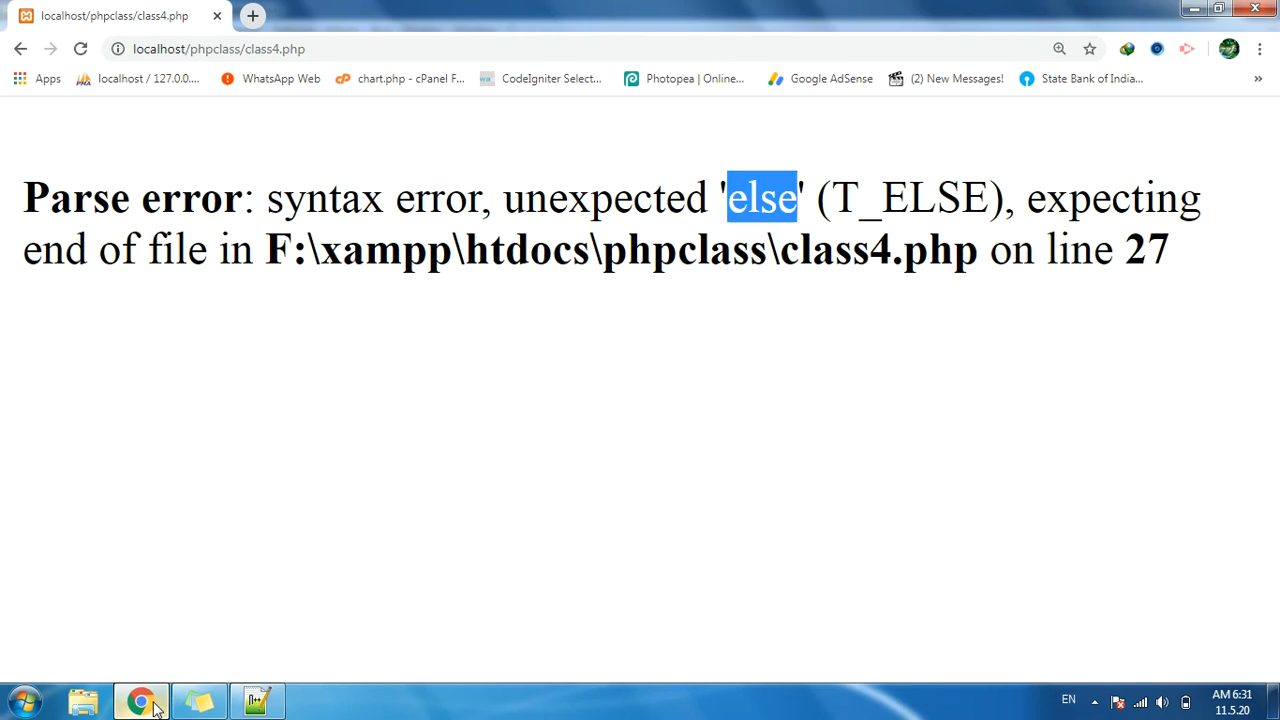 localhost/phpclass/class4.php
localhost/phpclass/class4.php
Apps localhost / 127.0.0.... WhatsApp Web chart.php - cPanel F... CodeIgniter Select... Photopea | Online... Google AdSense (2) New Messages! State Bank of India... »
Parse error: syntax error, unexpected 'else' (T_ELSE), expecting
end of file in F:\xampp\htdocs\phpclass\class4.php on line 27
EN AM 6:31
11.5.20